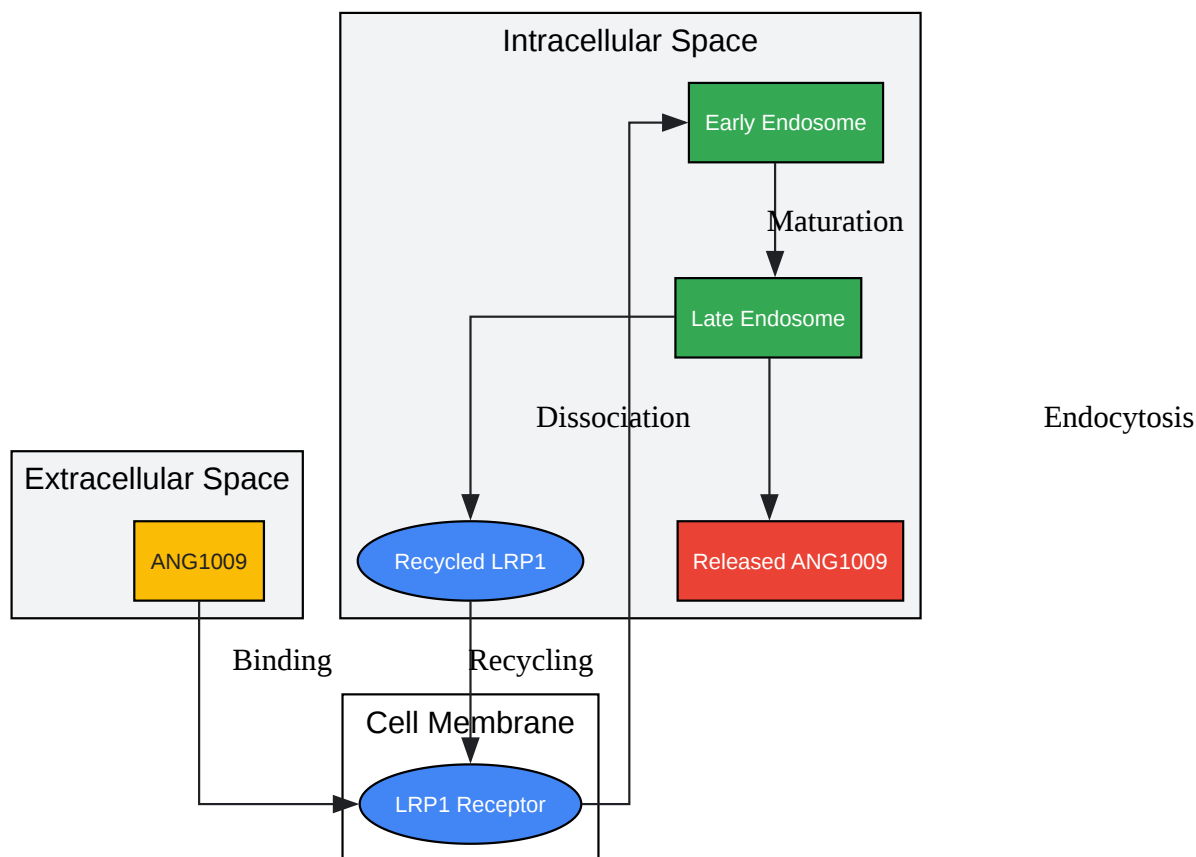 Intracellular Space
Early Endosome
Maturation
Late Endosome
Dissociation
Endocytosis
Extracellular Space
ANG1009
Recycled LRP1
Released ANG1009
Binding
Recycling
Cell Membrane
LRP1 Receptor